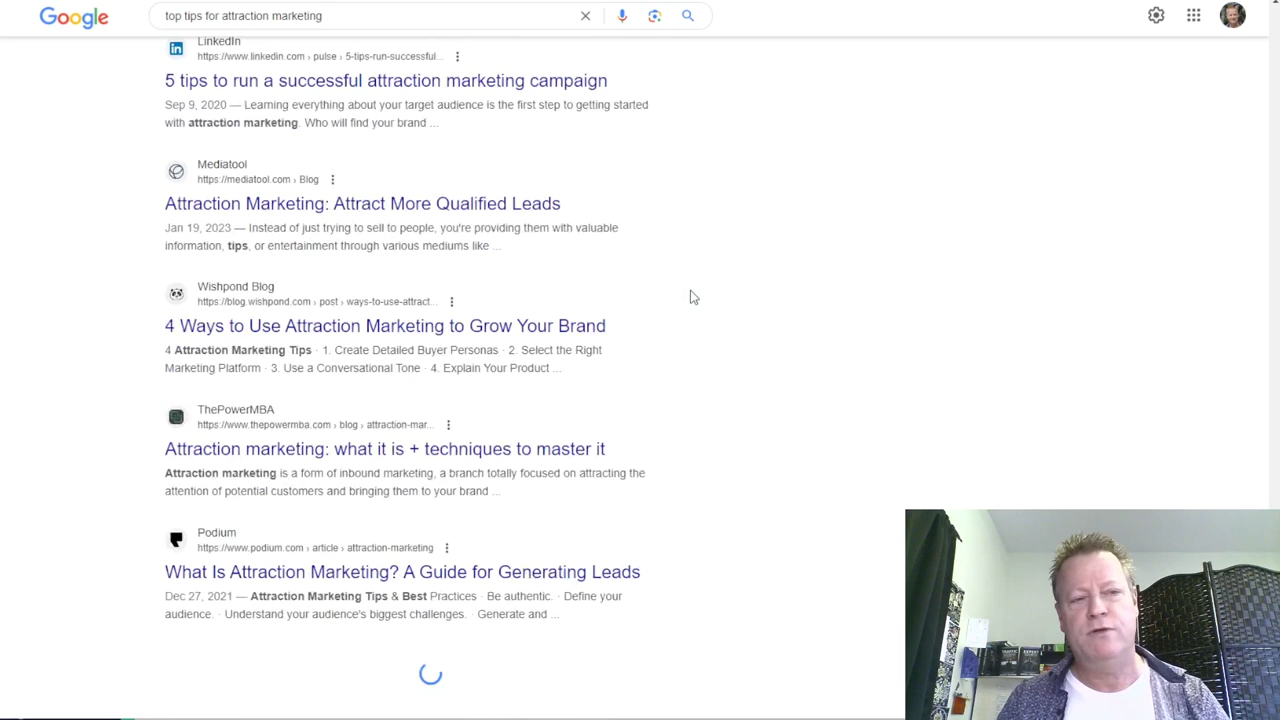 Google
top tips for attraction marketing
LinkedIn
https://www.linkedin.com › pulse › 5-tips-run-successful...
5 tips to run a successful attraction marketing campaign
Sep 9, 2020 — Learning everything about your target audience is the first step to getting started
with attraction marketing. Who will find your brand ...
Mediatool
https://mediatool.com › Blog
Attraction Marketing: Attract More Qualified Leads
Jan 19, 2023 — Instead of just trying to sell to people, you're providing them with valuable
information, tips, or entertainment through various mediums like ...
Wishpond Blog
https://blog.wishpond.com › post › ways-to-use-attract...
4 Ways to Use Attraction Marketing to Grow Your Brand
4 Attraction Marketing Tips · 1. Create Detailed Buyer Personas · 2. Select the Right
Marketing Platform · 3. Use a Conversational Tone · 4. Explain Your Product ...
ThePowerMBA
https://www.thepowermba.com › blog › attraction-mar...
Attraction marketing: what it is + techniques to master it
Attraction marketing is a form of inbound marketing, a branch totally focused on attracting the
attention of potential customers and bringing them to your brand ...
Podium
https://www.podium.com › article › attraction-marketing
What Is Attraction Marketing? A Guide for Generating Leads
Dec 27, 2021 — Attraction Marketing Tips & Best Practices · Be authentic. · Define your
audience. · Understand your audience's biggest challenges. · Generate and ...